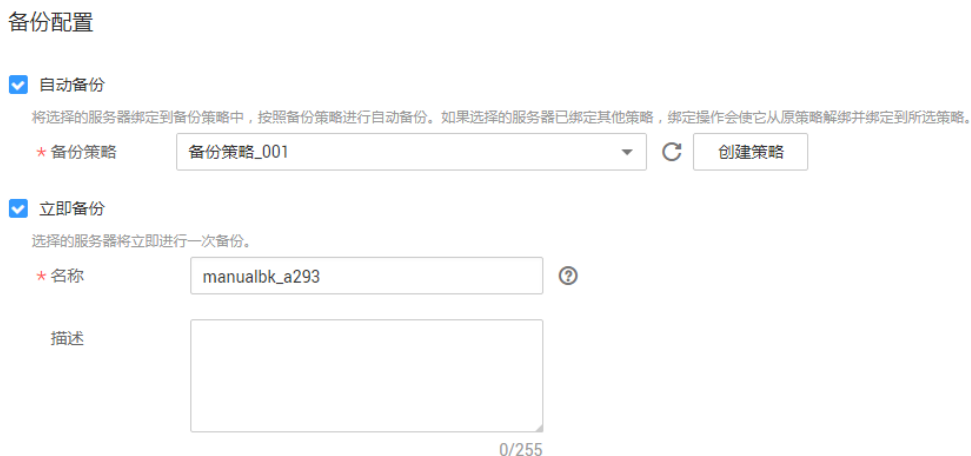 备份配置
自动备份
将选择的服务器绑定到备份策略中，按照备份策略进行自动备份。如果选择的服务器已绑定其他策略，绑定操作会使它从原策略解绑并绑定到所选策略。
* 备份策略 备份策略_001 创建策略
立即备份
选择的服务器将立即进行一次备份。
* 名称 manualbk_a293
描述
0/255